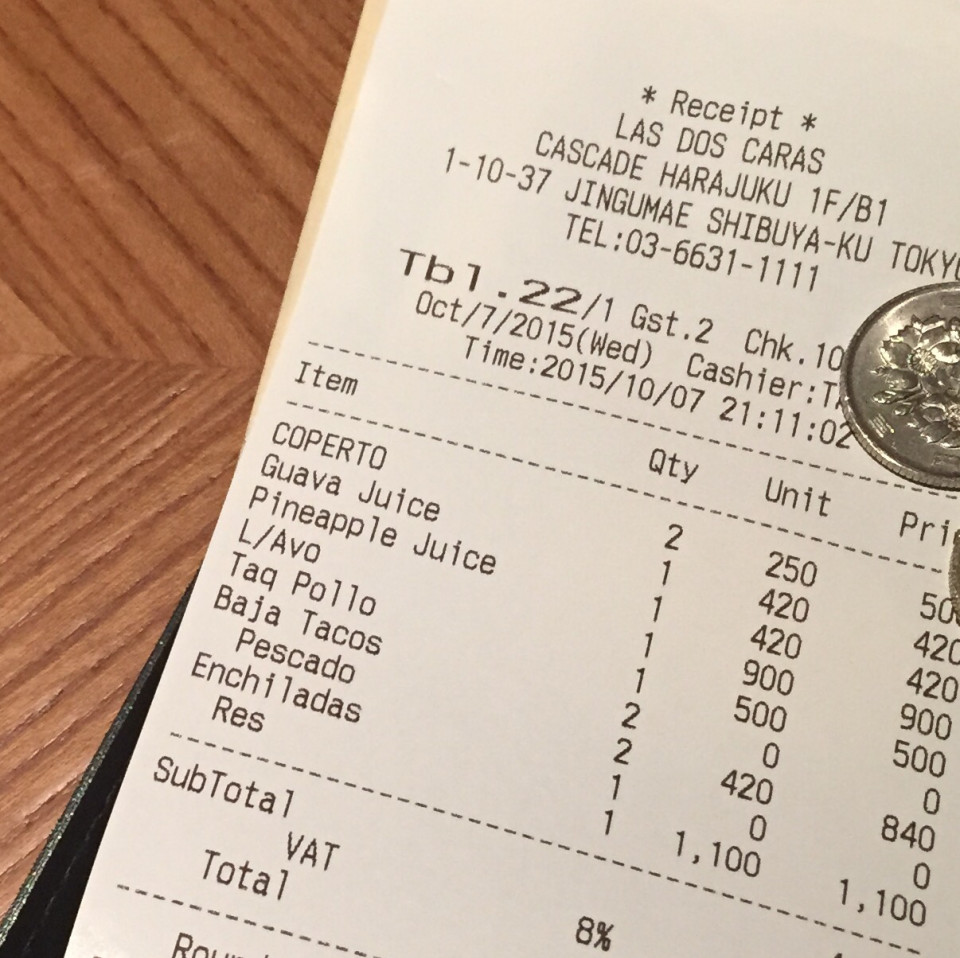 * Receipt *
LAS DOS CARAS
CASCADE HARAJUKU 1F/B1
1-10-37 JINGUMAE SHIBUYA-KU TOKYO
TEL:03-6631-1111
Tbl.22/1 Gst.2 Chk.10
Oct/7/2015(Wed) Cashier:T
Time:2015/10/07 21:11:02
Item Qty Unit Pri
COPERTO 2 250 500
Guava Juice 1 420 420
Pineapple Juice 1 420 420
L/Avo 1 900 900
Taq Pollo 1 500 500
Baja Tacos 2 0 0
Pescado 2 420 840
Enchiladas 1 0 0
Res 1 1,100 1,100
SubTotal
VAT 8%
Total